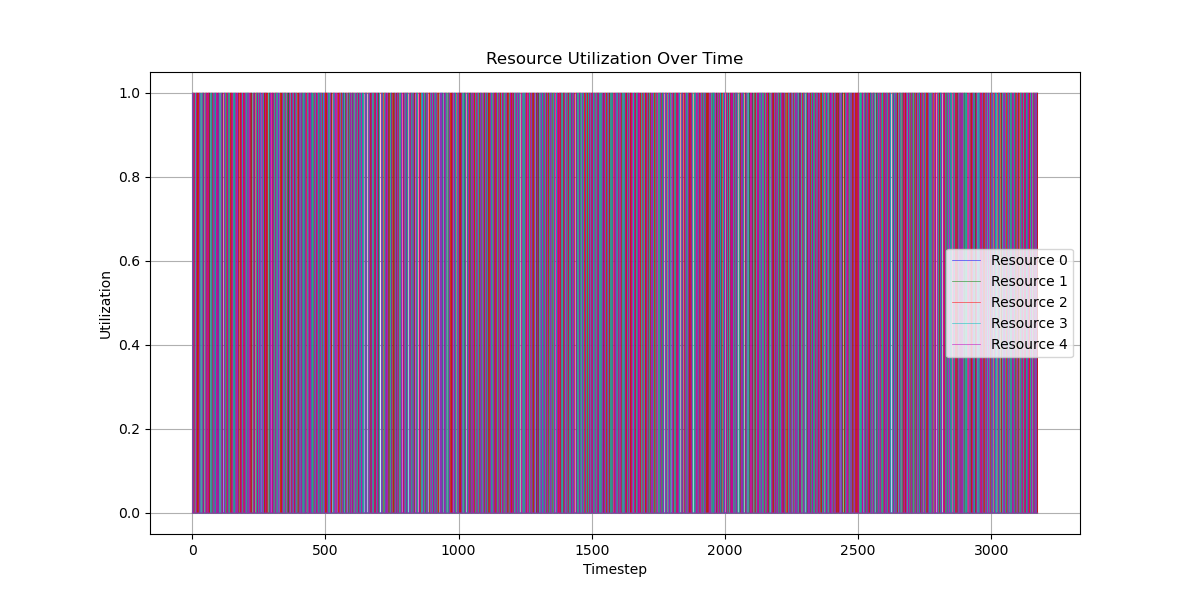 Resource Utilization Over Time
Utilization
1.0
0.8
0.6
0.4
0.2
0.0
Resource 0
Resource 1
Resource 2
Resource 3
Resource 4
0 500 1000 1500 2000 2500 3000
Timestep